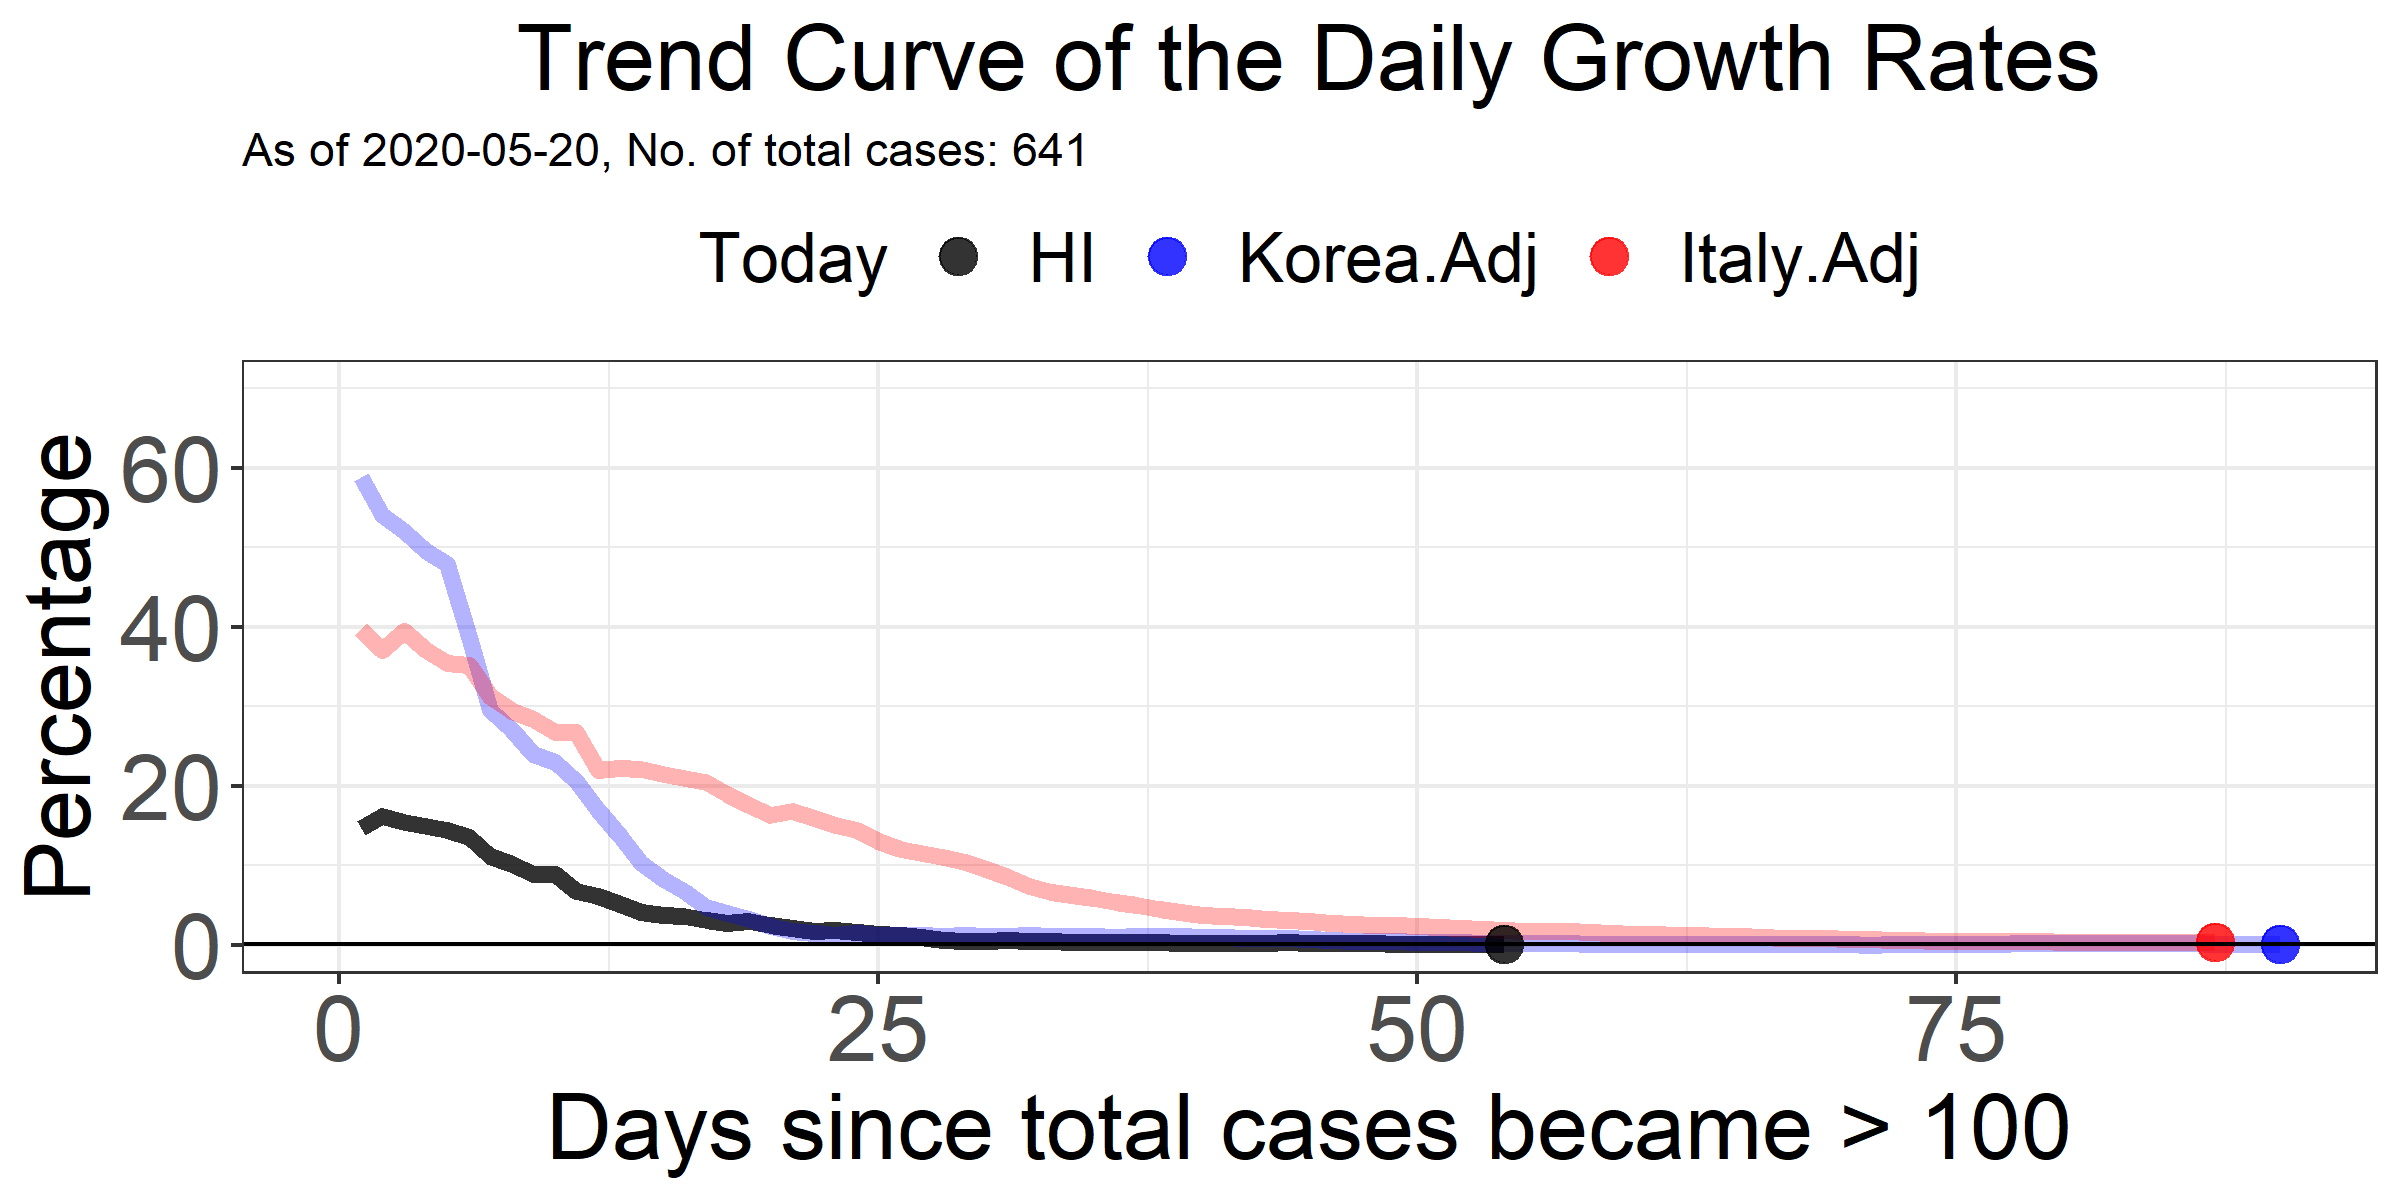 Trend Curve of the Daily Growth Rates
As of 2020-05-20, No. of total cases: 641
Today HI Korea.Adj Italy.Adj
Percentage
60
40
20
0
0 25 50 75
Days since total cases became > 100